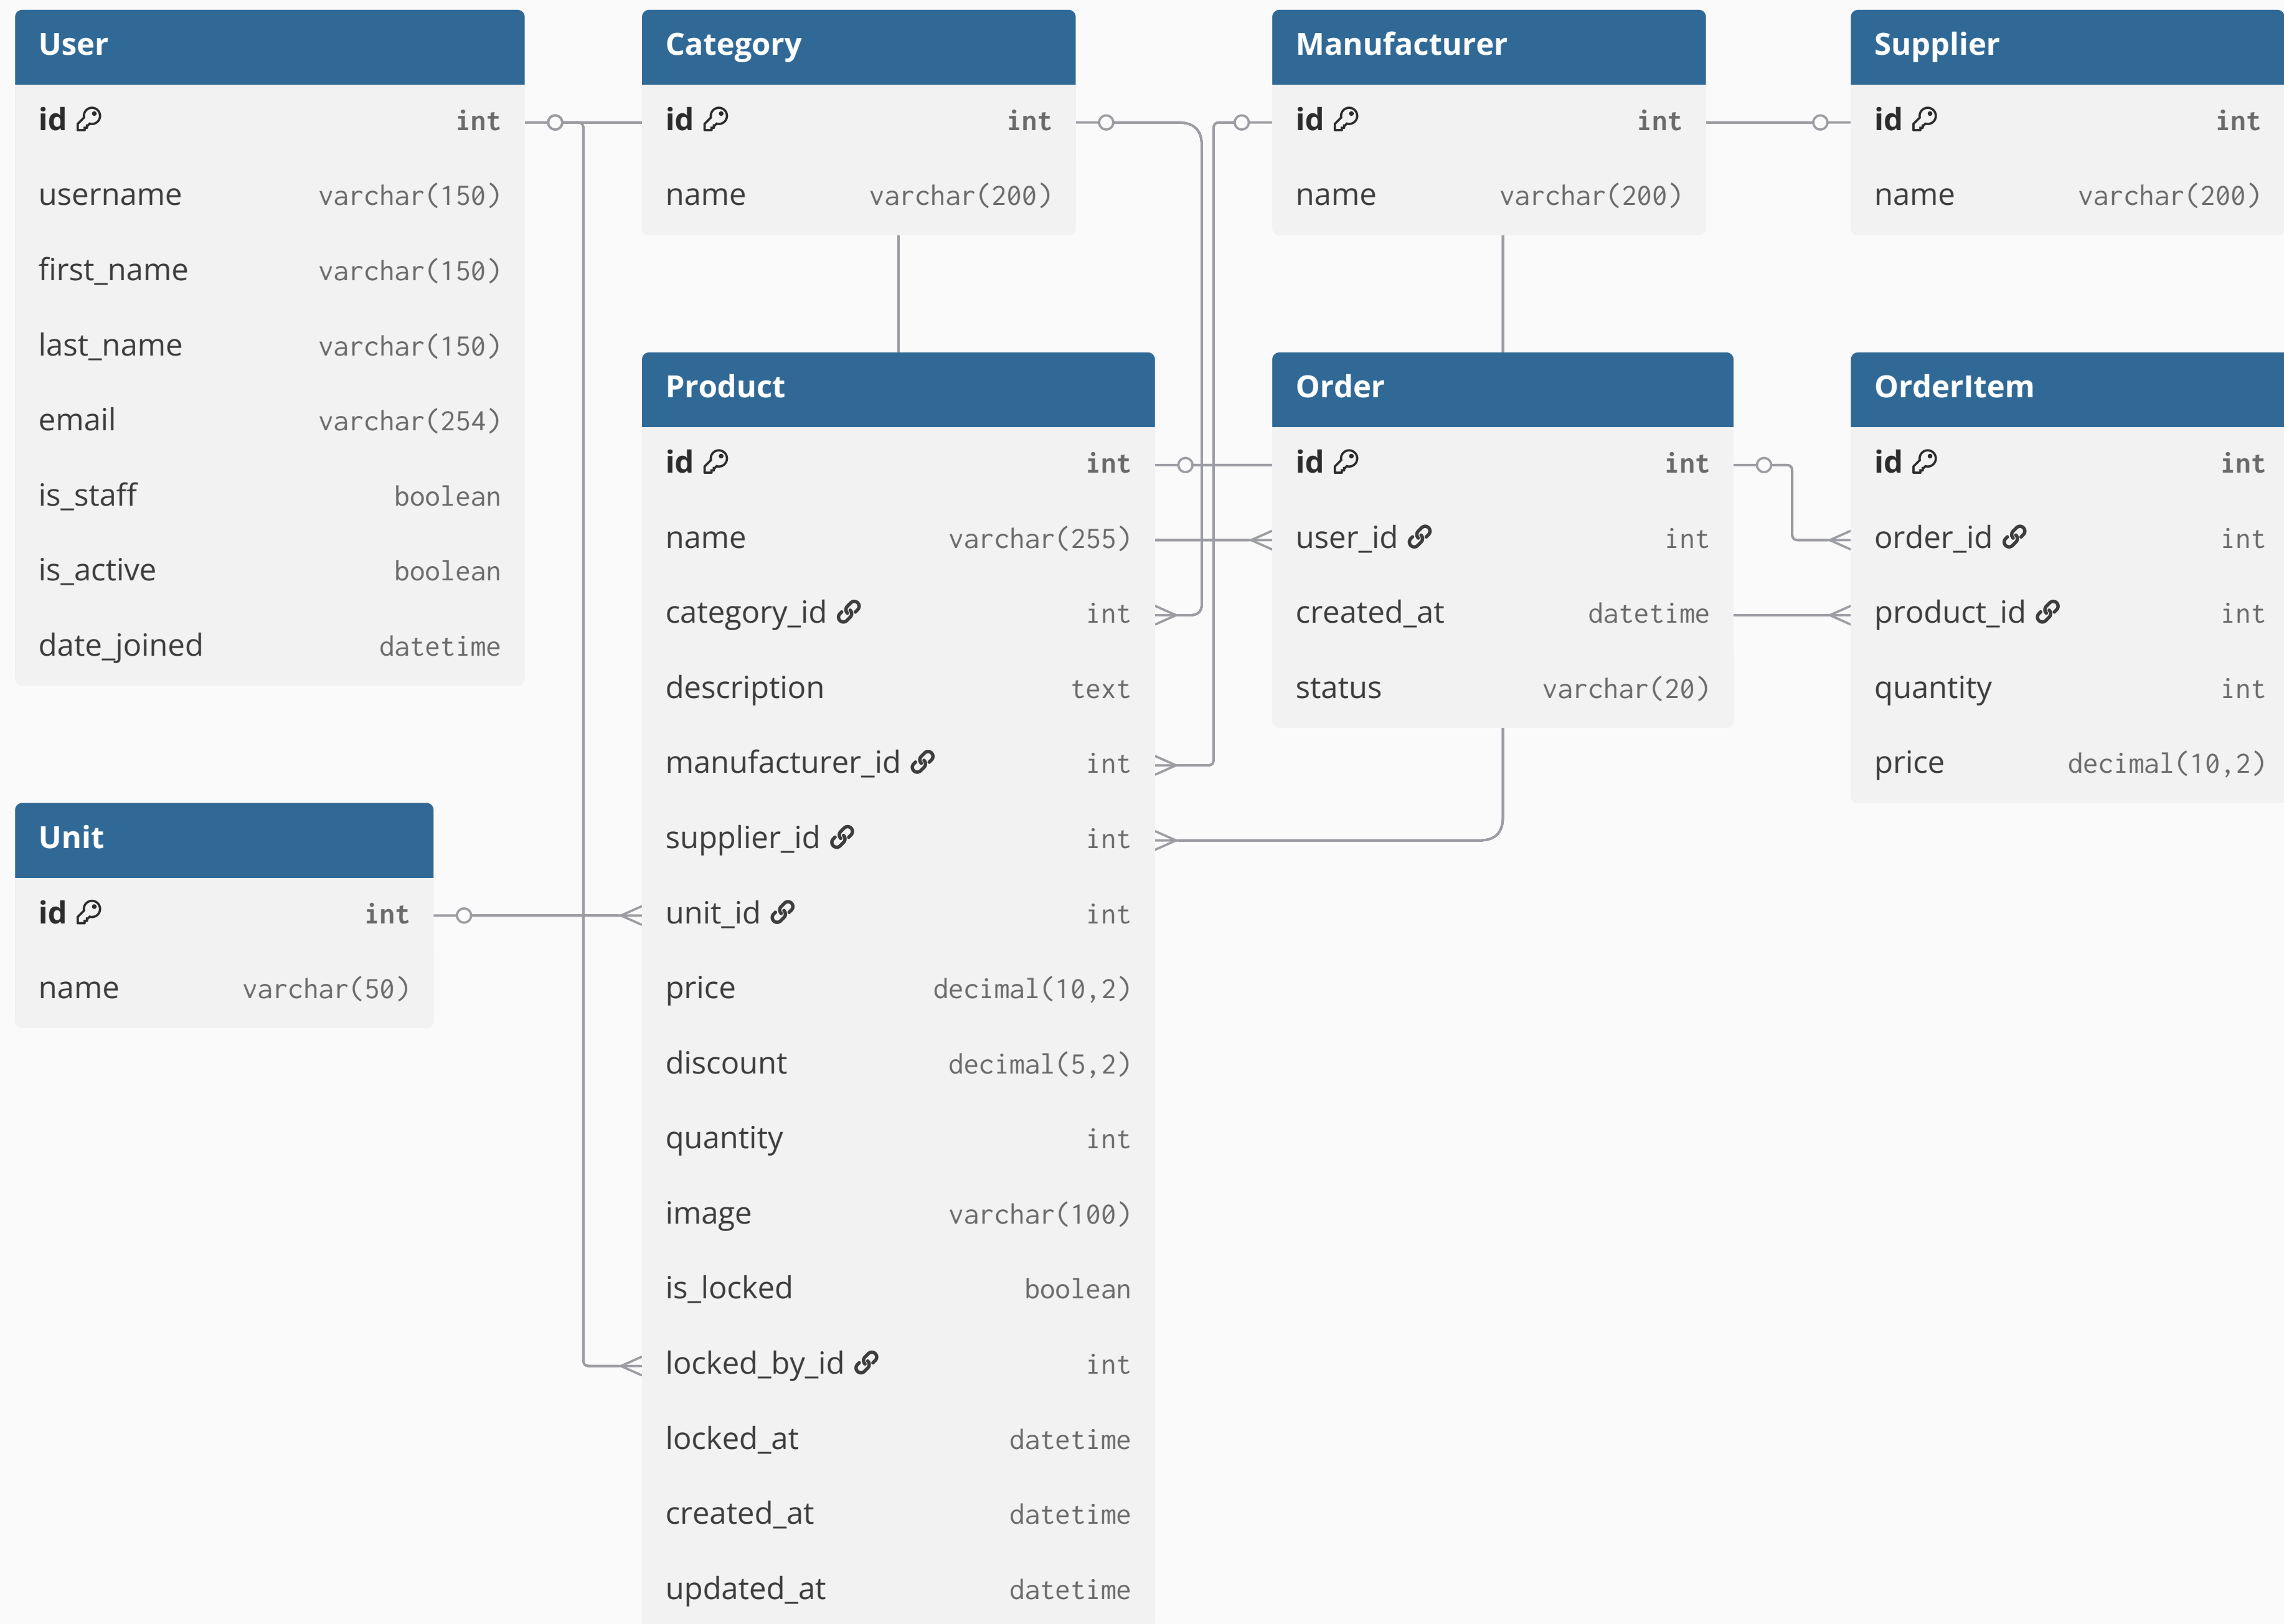 User
id int
username varchar(150)
first_name varchar(150)
last_name varchar(150)
email varchar(254)
is_staff boolean
is_active boolean
date_joined datetime
Category
id int
name varchar(200)
Manufacturer
id int
name varchar(200)
Supplier
id int
name varchar(200)
Product
id int
name varchar(255)
category_id int
description text
manufacturer_id int
supplier_id int
unit_id int
price decimal(10,2)
discount decimal(5,2)
quantity int
image varchar(100)
is_locked boolean
locked_by_id int
locked_at datetime
created_at datetime
updated_at datetime
Order
id int
user_id int
created_at datetime
status varchar(20)
OrderItem
id int
order_id int
product_id int
quantity int
price decimal(10,2)
Unit
id int
name varchar(50)